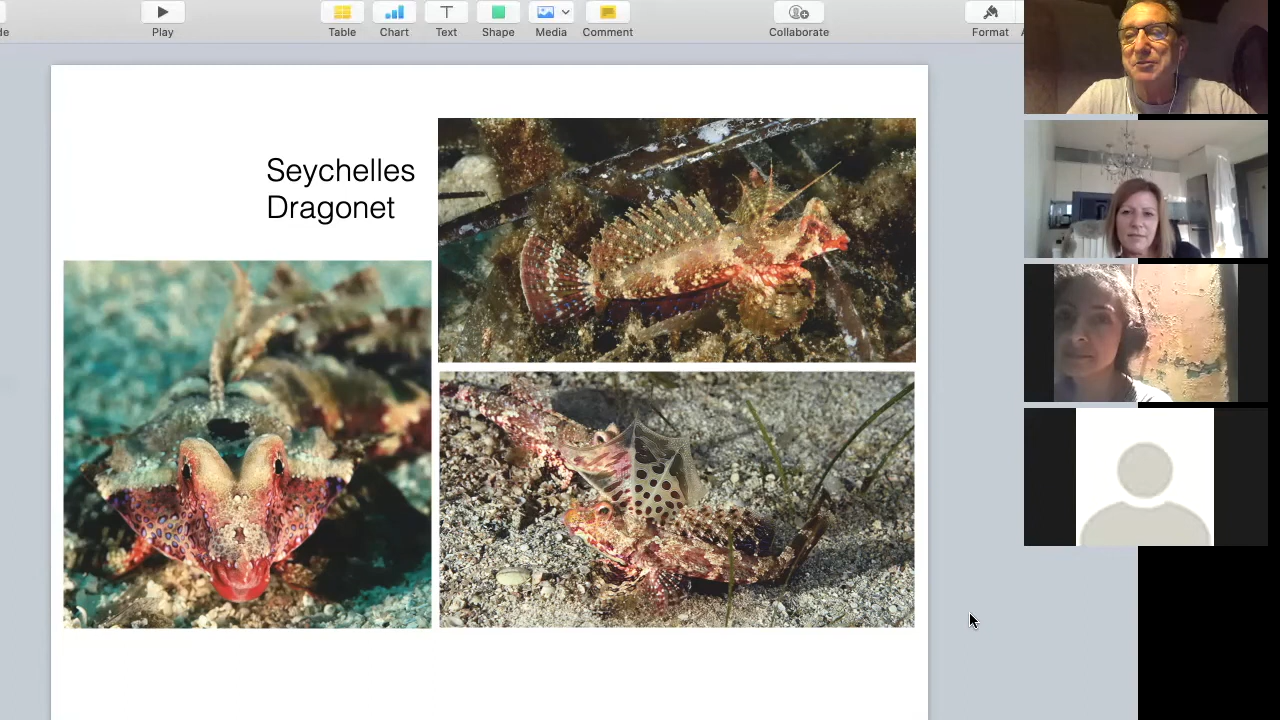 Play
Table
Chart
Text
Shape
Media
Comment
Collaborate
Format
Seychelles
Dragonet